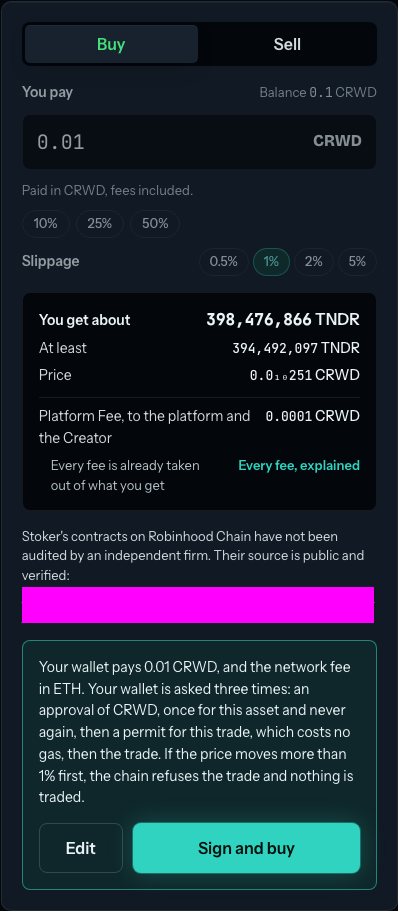 Buy Sell
You pay Balance 0.1 CRWD
0.01 CRWD
Paid in CRWD, fees included.
10% 25% 50%
Slippage 0.5% 1% 2% 5%
You get about 398,476,866 TNDR
At least 394,492,097 TNDR
Price 0.0₁₀251 CRWD
Platform Fee, to the platform and 0.0001 CRWD
the Creator
Every fee is already taken Every fee, explained
out of what you get
Stoker's contracts on Robinhood Chain have not been
audited by an independent firm. Their source is public and
verified:
Your wallet pays 0.01 CRWD, and the network fee
in ETH. Your wallet is asked three times: an
approval of CRWD, once for this asset and never
again, then a permit for this trade, which costs no
gas, then the trade. If the price moves more than
1% first, the chain refuses the trade and nothing is
traded.
Edit Sign and buy